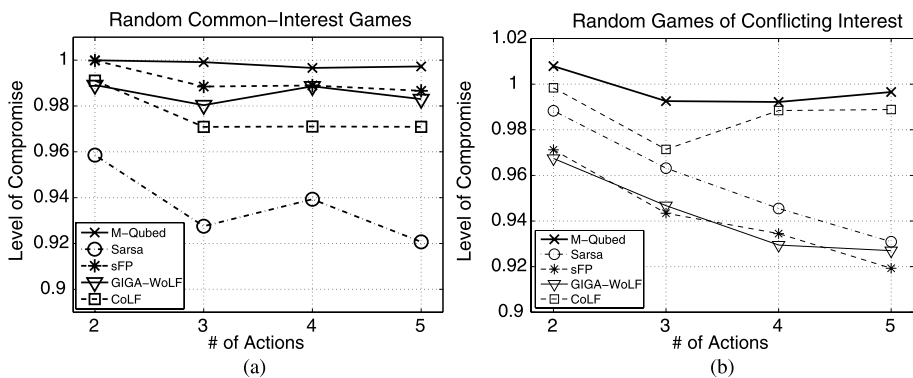 Random Common-Interest Games
Level of Compromise
1
0.98
0.96
0.94
0.92
0.9
M-Qubed
Sarsa
sFP
GIGA-WoLF
CoLF
2
3
4
5
# of Actions
(a)
Random Games of Conflicting Interest
Level of Compromise
1.02
1
0.98
0.96
0.94
0.92
0.9
M-Qubed
Sarsa
sFP
GIGA-WoLF
CoLF
2
3
4
5
# of Actions
(b)